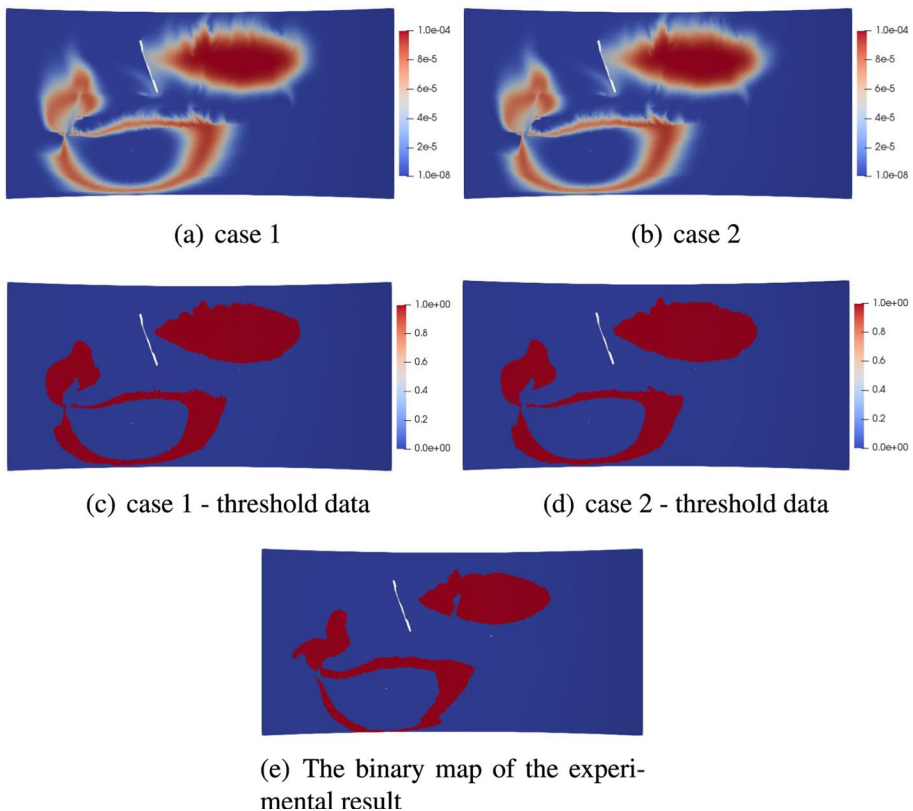 1.0e-04
8e-5
6e-5
4e-5
2e-5
1.0e-08
(a) case 1
1.0e-04
8e-5
6e-5
4e-5
2e-5
1.0e-08
(b) case 2
1.0e+00
0.8
0.6
0.4
0.2
0.0e+00
(c) case 1 - threshold data
1.0e+00
0.8
0.6
0.4
0.2
0.0e+00
(d) case 2 - threshold data
(e) The binary map of the experi-
mental result